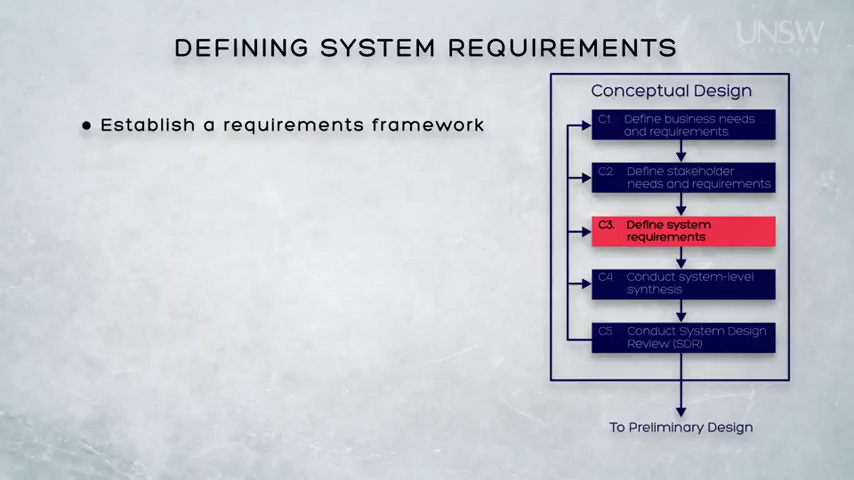 UNSW
AUSTRALIA
DEFINING SYSTEM REQUIREMENTS
● Establish a requirements framework
Conceptual Design
C1 Define business needs
and requirements
C2 Define stakeholder
needs and requirements
C3. Define system
requirements
C4 Conduct system-level
synthesis
C5 Conduct System Design
Review (SDR)
To Preliminary Design